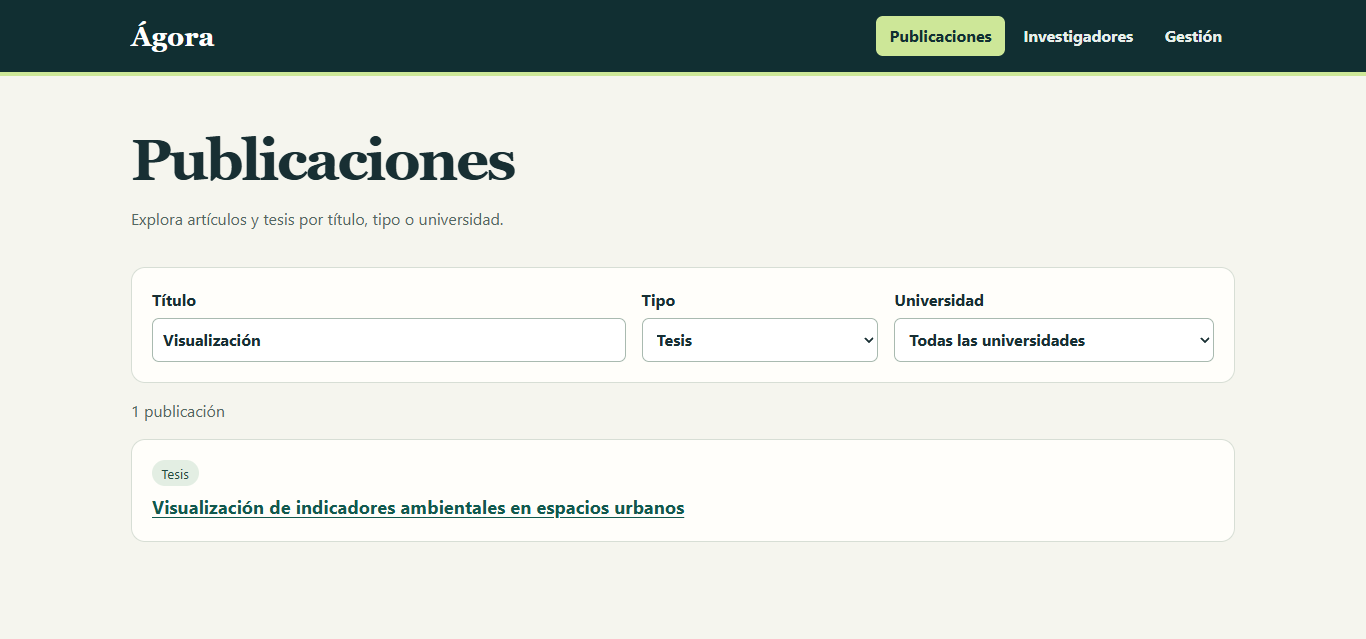 Ágora
Publicaciones Investigadores Gestión
Publicaciones
Explora artículos y tesis por título, tipo o universidad.
Título Tipo Universidad
Visualización Tesis Todas las universidades
1 publicación
Tesis
Visualización de indicadores ambientales en espacios urbanos